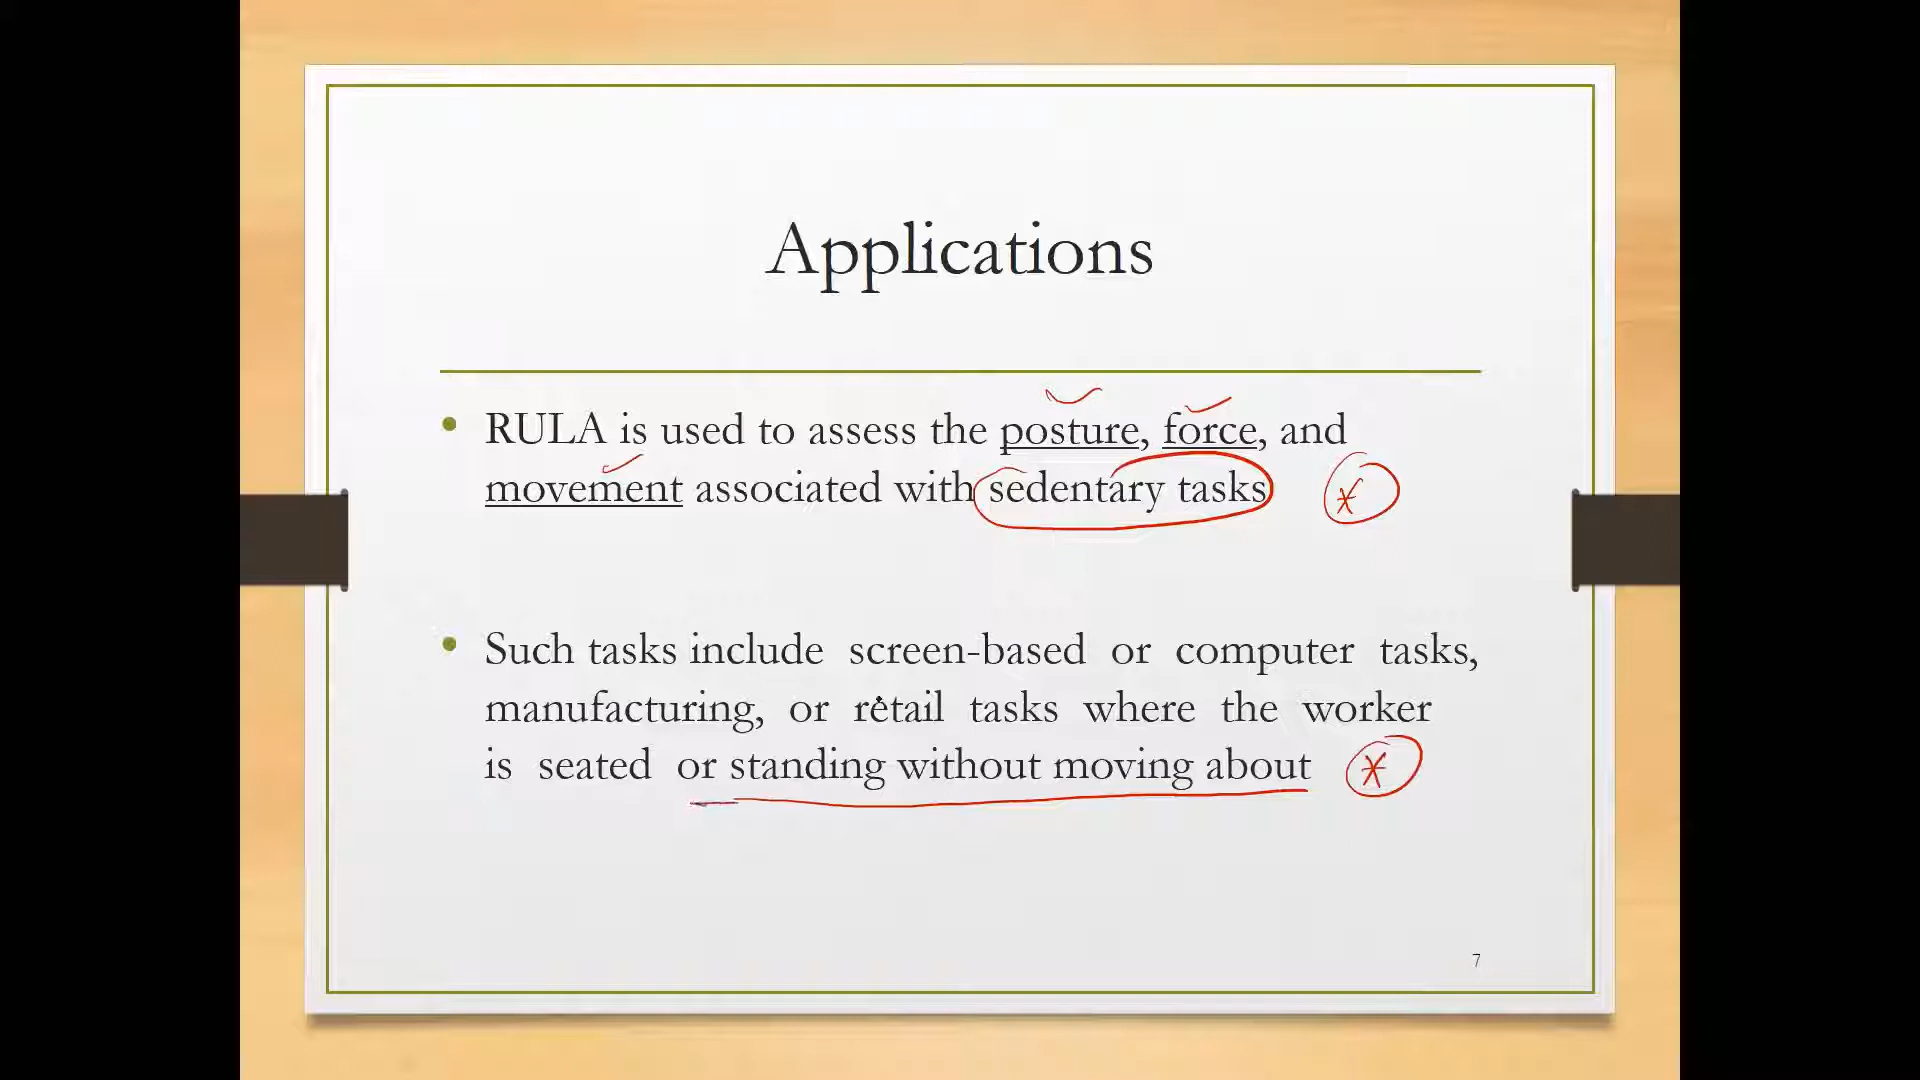 Applications
• RULA is used to assess the posture, force, and
movement associated with sedentary tasks
• Such tasks include screen-based or computer tasks,
manufacturing, or retail tasks where the worker
is seated or standing without moving about
7